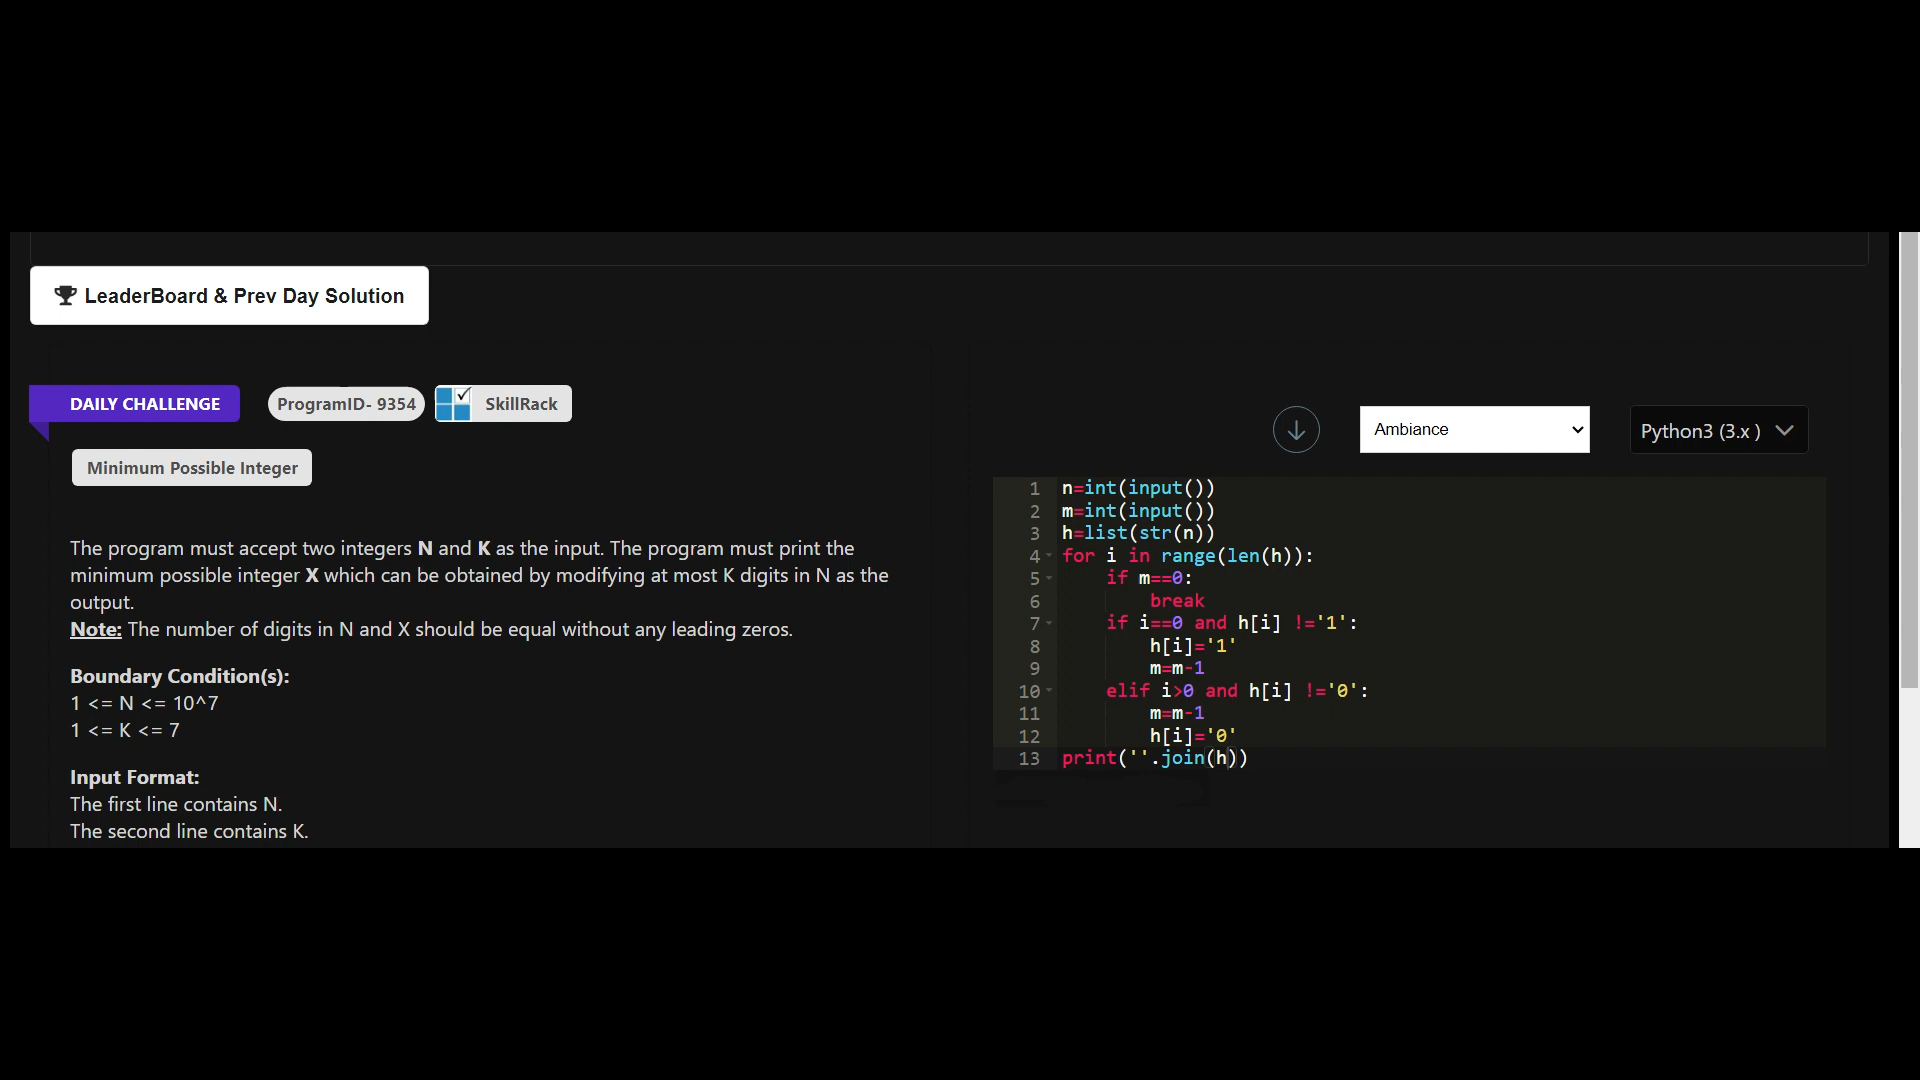 LeaderBoard & Prev Day Solution
DAILY CHALLENGE
ProgramID- 9354
SkillRack
Minimum Possible Integer
The program must accept two integers N and K as the input. The program must print the
minimum possible integer X which can be obtained by modifying at most K digits in N as the
output.
Note: The number of digits in N and X should be equal without any leading zeros.
Boundary Condition(s):
1 <= N <= 10^7
1 <= K <= 7
Input Format:
The first line contains N.
The second line contains K.
Ambiance
Python3 (3.x )
1 n=int(input())
2 m=int(input())
3 h=list(str(n))
4 for i in range(len(h)):
5     if m==0:
6         break
7     if i==0 and h[i] !='1':
8         h[i]='1'
9         m=m-1
10     elif i>0 and h[i] !='0':
11         m=m-1
12         h[i]='0'
13 print(''.join(h))